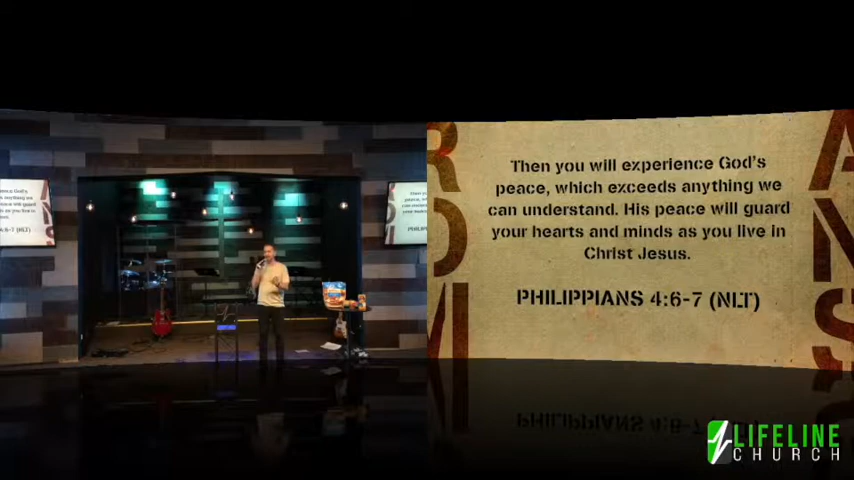 Then you will experience God's
peace, which exceeds anything we
can understand. His peace will guard
your hearts and minds as you live in
Christ Jesus.
PHILIPPIANS 4:6-7 (NLT)
LIFELINE
CHURCH